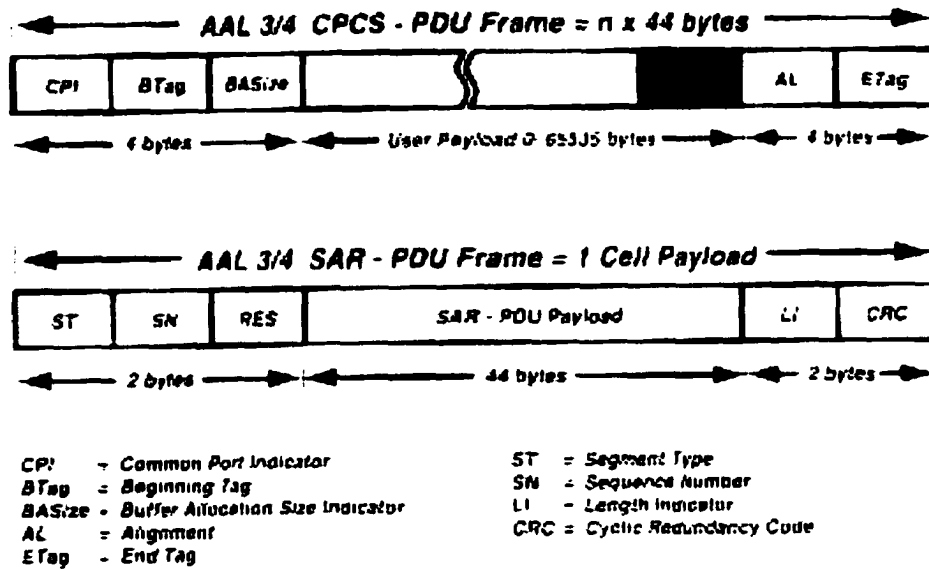 AAL 3/4 CPCS - PDU Frame = n x 44 bytes
CPI BTag BASize AL ETag
4 bytes User Payload 0-65535 bytes 4 bytes
AAL 3/4 SAR - PDU Frame = 1 Cell Payload
ST SN RES SAR - PDU Payload LI CRC
2 bytes 44 bytes 2 bytes
CPI = Common Port Indicator
BTag = Beginning Tag
BASize = Buffer Allocation Size Indicator
AL = Alignment
ETag = End Tag
ST = Segment Type
SN = Sequence Number
LI = Length Indicator
CRC = Cyclic Redundancy Code